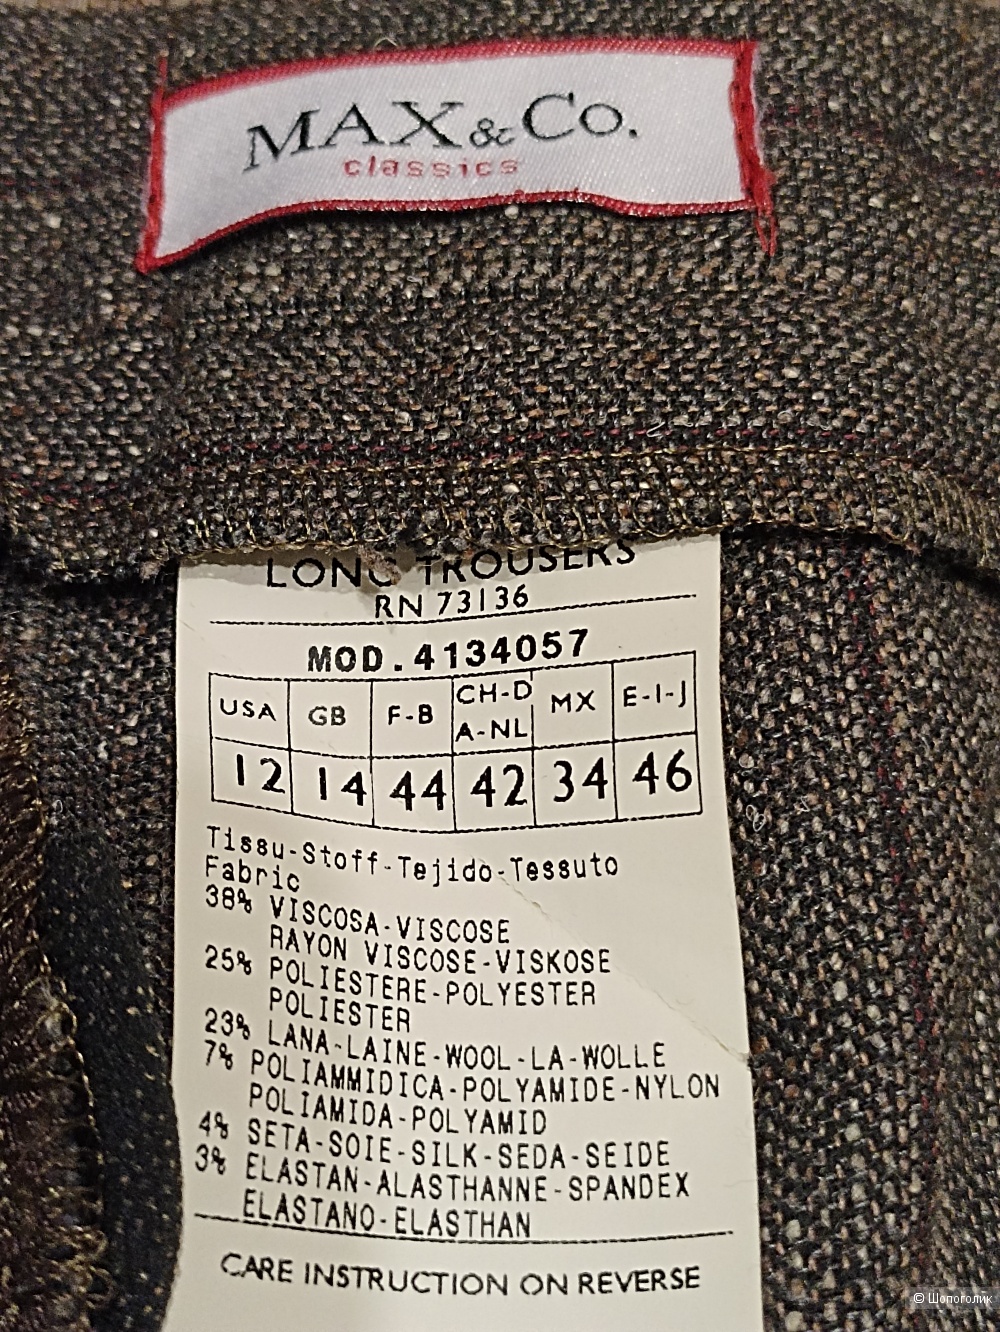 MAX&Co.
classics
LONG TROUSERS
RN 73136
MOD.4134057
USA GB F-B CH-D A-NL MX E-I-J
12 14 44 42 34 46
Tissu-Stoff-Tejido-Tessuto
Fabric
38% VISCOSA-VISCOSE
RAYON VISCOSE-VISKOSE
25% POLIESTERE-POLYESTER
POLIESTER
23% LANA-LAINE-WOOL-LA-WOLLE
7% POLIAMMIDICA-POLYAMIDE-NYLON
POLIAMIDA-POLYAMID
4% SETA-SOIE-SILK-SEDA-SEIDE
3% ELASTAN-ALASTHANNE-SPANDEX
ELASTANO-ELASTHAN
CARE INSTRUCTION ON REVERSE
© Шопоголик